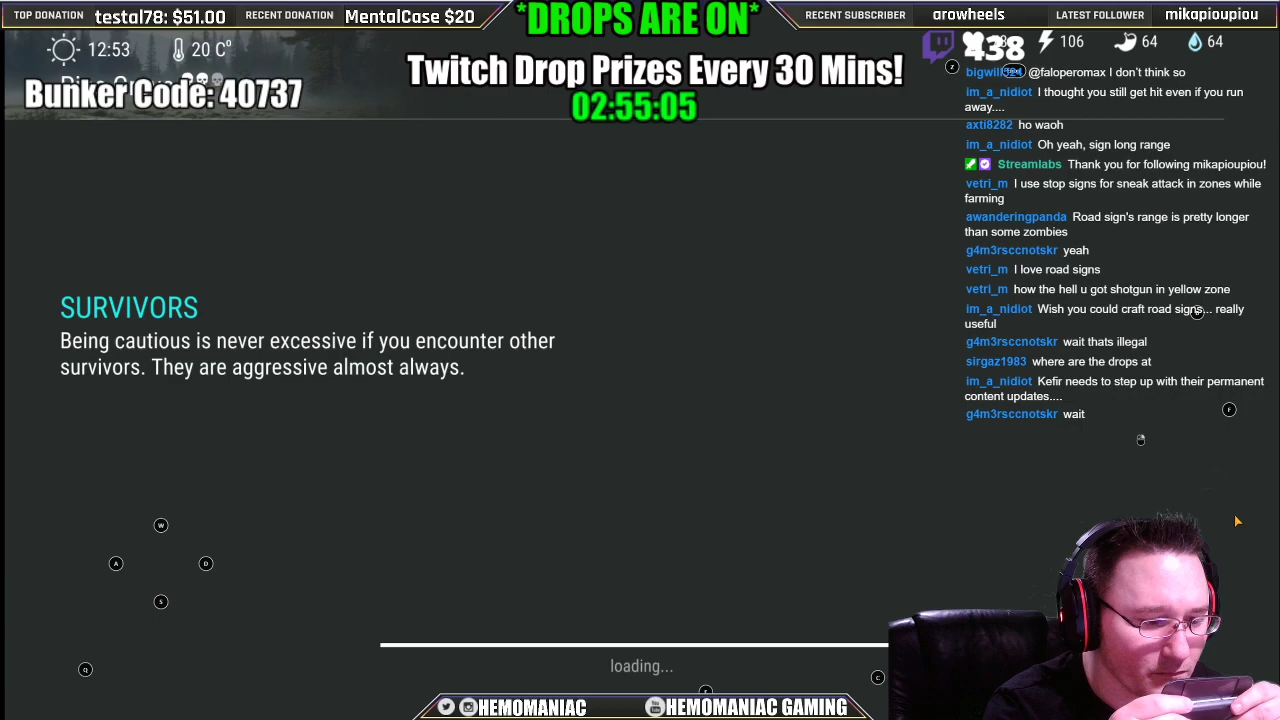 TOP DONATION testal78: $51.00 RECENT DONATION MentalCase $20
*DROPS ARE ON*
RECENT SUBSCRIBER arowheels LATEST FOLLOWER mikapioupiou
12:53 20 C°
Bunker Code: 40737
Twitch Drop Prizes Every 30 Mins!
02:55:05
438 106 64 64
Z
@faloperomax I don't think so
im_a_nidiot I thought you still get hit even if you run
away....
axti8282 ho waoh
im_a_nidiot Oh yeah, sign long range
Streamlabs Thank you for following mikapioupiou!
vetri_m I use stop signs for sneak attack in zones while
farming
awanderingpanda Road sign's range is pretty longer
than some zombies
g4m3rsccnotskr yeah
vetri_m I love road signs
vetri_m how the hell u got shotgun in yellow zone
im_a_nidiot Wish you could craft road signs... really
useful
g4m3rsccnotskr wait thats illegal
sirgaz1983 where are the drops at
im_a_nidiot Kefir needs to step up with their permanent
content updates....
g4m3rsccnotskr wait
SURVIVORS
Being cautious is never excessive if you encounter other
survivors. They are aggressive almost always.
F
W
A D
S
Q
C
loading...
HEMOMANIAC HEMOMANIAC GAMING